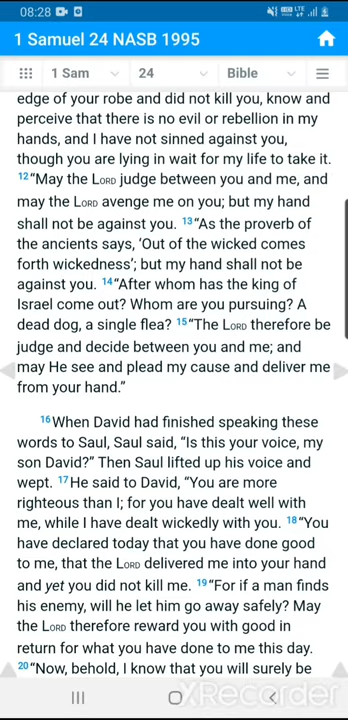 08:28
LTE
1 Samuel 24 NASB 1995
1 Sam 24 Bible
edge of your robe and did not kill you, know and
perceive that there is no evil or rebellion in my
hands, and I have not sinned against you,
though you are lying in wait for my life to take it.
12 “May the LORD judge between you and me, and
may the LORD avenge me on you; but my hand
shall not be against you. 13 “As the proverb of
the ancients says, ‘Out of the wicked comes
forth wickedness’; but my hand shall not be
against you. 14 “After whom has the king of
Israel come out? Whom are you pursuing? A
dead dog, a single flea? 15 “The LORD therefore be
judge and decide between you and me; and
may He see and plead my cause and deliver me
from your hand.”
16 When David had finished speaking these
words to Saul, Saul said, “Is this your voice, my
son David?” Then Saul lifted up his voice and
wept. 17 He said to David, “You are more
righteous than I; for you have dealt well with
me, while I have dealt wickedly with you. 18 “You
have declared today that you have done good
to me, that the LORD delivered me into your hand
and yet you did not kill me. 19 “For if a man finds
his enemy, will he let him go away safely? May
the LORD therefore reward you with good in
return for what you have done to me this day.
20 “Now, behold, I know that you will surely be
XRecorder